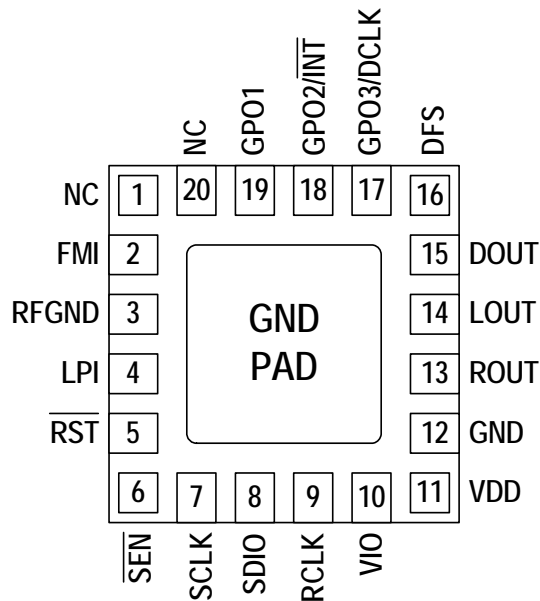 NC
GPO1
GPO2/INT
GPO3/DCLK
DFS
NC 1 20 19 18 17 16
FMI 2 15 DOUT
RFGND 3 14 LOUT
GND
PAD
LPI 4 13 ROUT
RST 5 12 GND
6 7 8 9 10 11 VDD
SEN
SCLK
SDIO
RCLK
VIO